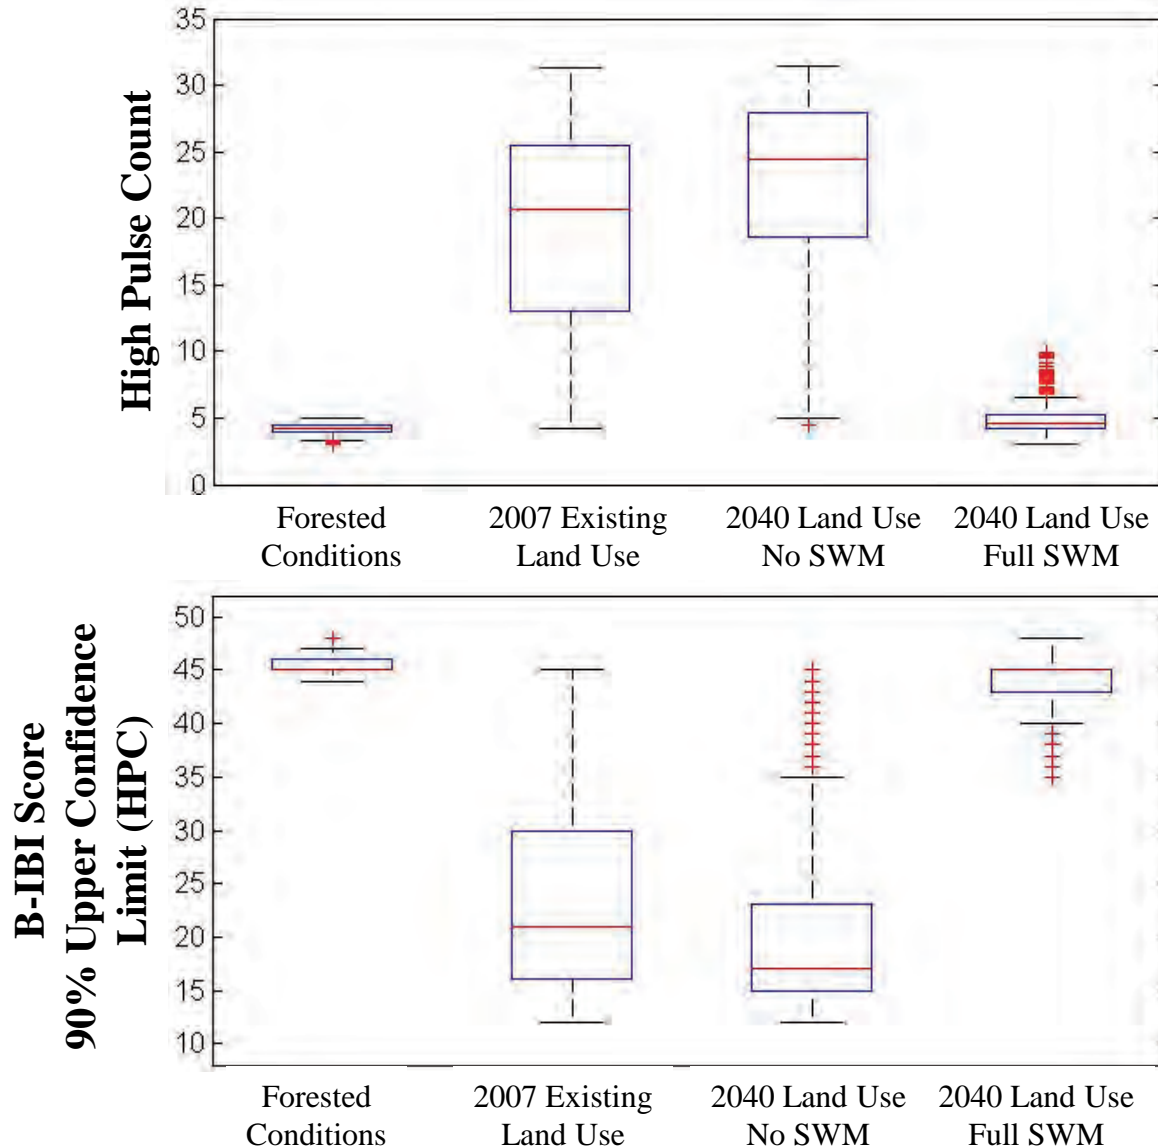 35
30
25
20
15
10
5
0
High Pulse Count
Forested
Conditions
2007 Existing
Land Use
2040 Land Use
No SWM
2040 Land Use
Full SWM
50
45
40
35
30
25
20
15
10
B-IBI Score
90% Upper Confidence
Limit (HPC)
Forested
Conditions
2007 Existing
Land Use
2040 Land Use
No SWM
2040 Land Use
Full SWM